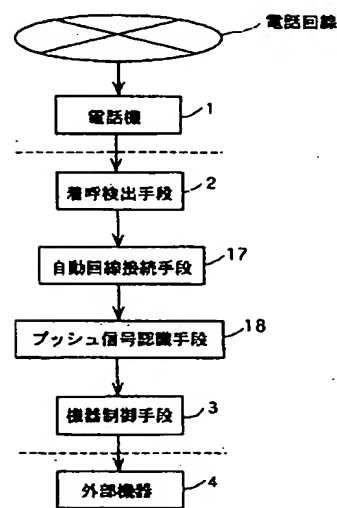 電話回線
電話機
1
着呼検出手段
2
自動回線接続手段
17
プッシュ信号認識手段
18
機器制御手段
3
外部機器
4